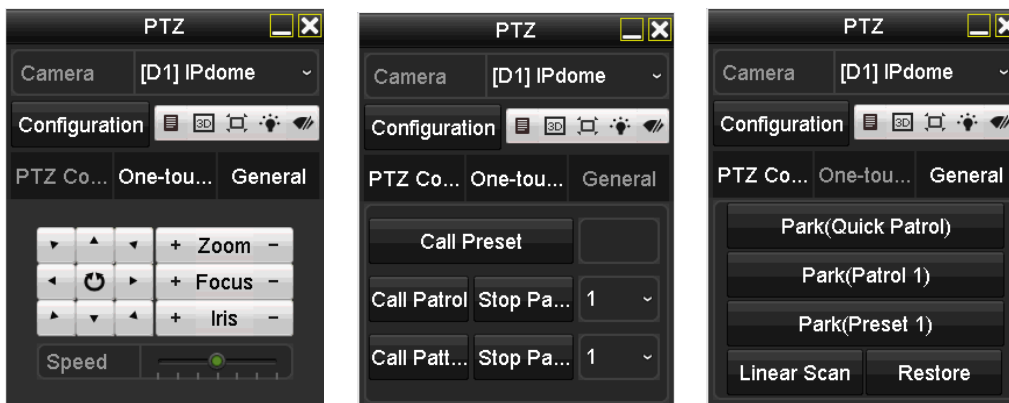 PTZ
Camera [D1] IPdome
Configuration 3D
PTZ Co... One-tou... General
+ Zoom -
+ Focus -
+ Iris -
Speed
PTZ
Camera [D1] IPdome
Configuration 3D
PTZ Co... One-tou... General
Call Preset
Call Patrol Stop Pa... 1
Call Patt... Stop Pa... 1
PTZ
Camera [D1] IPdome
Configuration 3D
PTZ Co... One-tou... General
Park(Quick Patrol)
Park(Patrol 1)
Park(Preset 1)
Linear Scan Restore